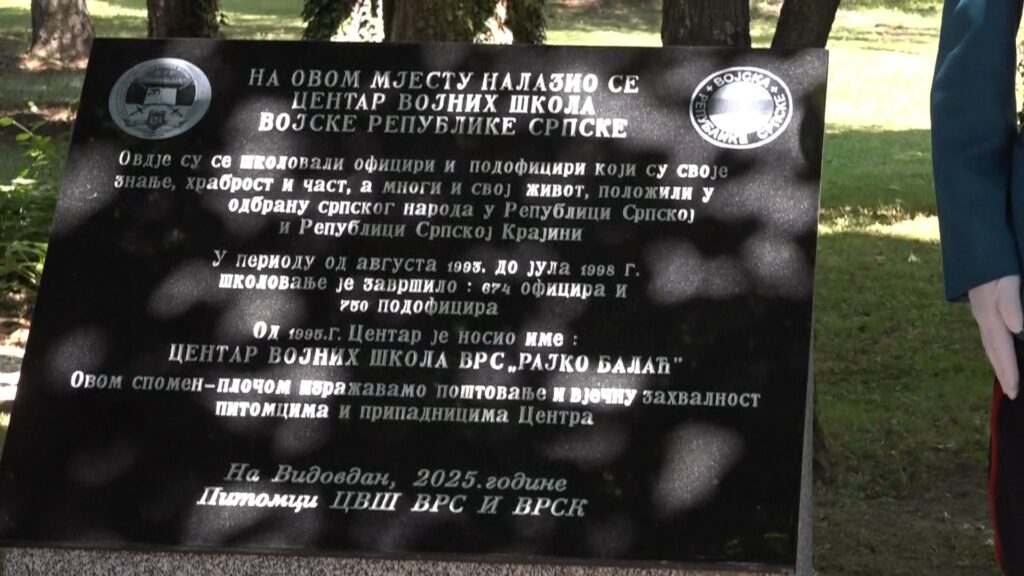 НА ОВОМ МЈЕСТУ НАЛАЗИО СЕ
ЦЕНТАР ВОЈНИХ ШКОЛА
ВОЈСКЕ РЕПУБЛИКЕ СРПСКЕ
ВОЈСКА
РЕПУБЛИКЕ СРПСКЕ
Овдје су се школовали официри и подофицири који су своје
знање, храброст и част, а многи и свој живот, положили у
одбрану српског народа у Републици Српској
и Републици Српској Крајини
У периоду од августа 1993. до јула 1998 г.
школовање је завршило : 674 официра и
750 подофицира
Од 1995.г. Центар је носио име :
ЦЕНТАР ВОЈНИХ ШКОЛА ВРС „РАЈКО БАЛАЋ"
Овом спомен-плочом изражавамо поштовање и вјечну захвалност
питомцима и припадницима Центра
На Видовдан, 2025.године
Питомци ЦВШ ВРС И ВРСК